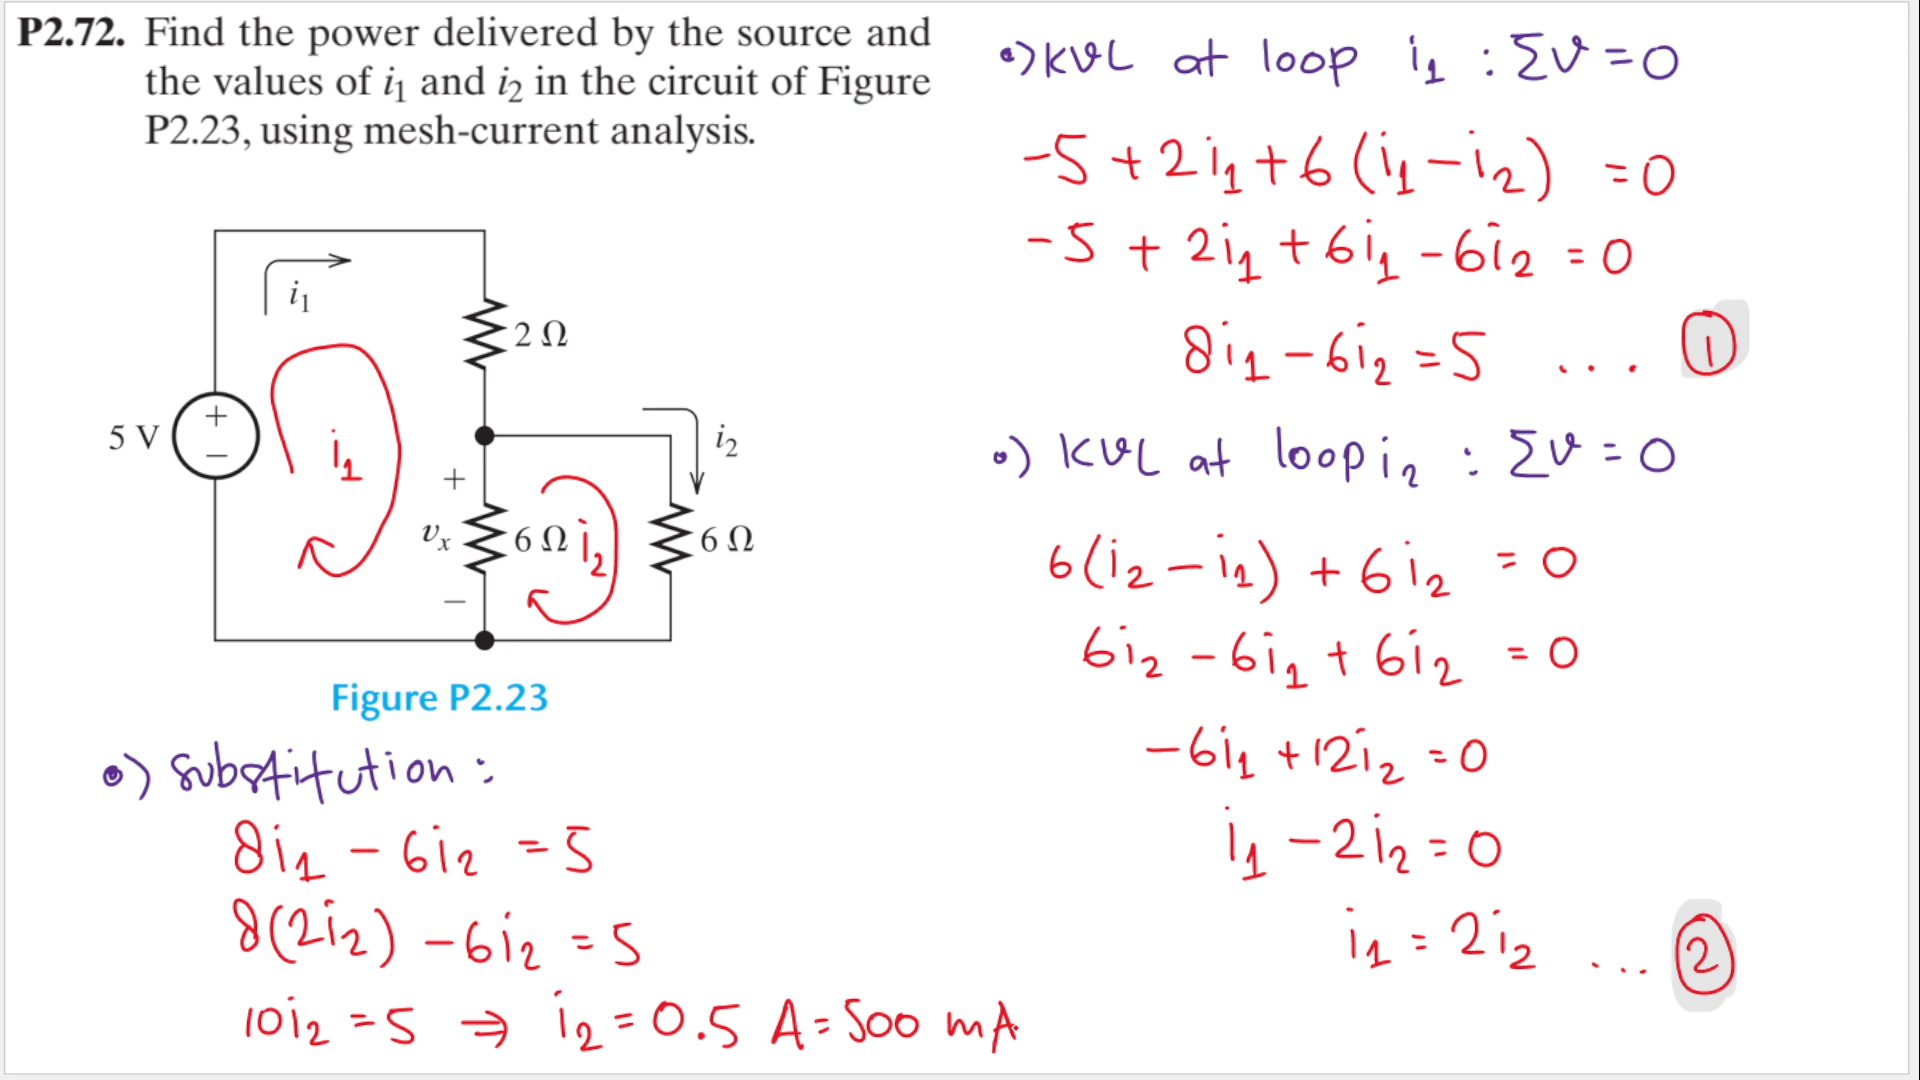 P2.72. Find the power delivered by the source and
the values of i₁ and i₂ in the circuit of Figure
P2.23, using mesh-current analysis.
i₁
2 Ω
5 V
+
−
i₁
i₂
+
vₓ
6 Ω
i₂
6 Ω
−
Figure P2.23
•) substitution :
8i₁ − 6i₂ = 5
8(2i₂) − 6i₂ = 5
10i₂ = 5 ⇒ i₂ = 0.5 A = 500 mA
•) KVL at loop i₁ : Σv = 0
−5 + 2i₁ + 6(i₁ − i₂) = 0
−5 + 2i₁ + 6i₁ − 6i₂ = 0
8i₁ − 6i₂ = 5 ... ①
•) KVL at loop i₂ : Σv = 0
6(i₂ − i₁) + 6i₂ = 0
6i₂ − 6i₁ + 6i₂ = 0
−6i₁ + 12i₂ = 0
i₁ − 2i₂ = 0
i₁ = 2i₂ ... ②